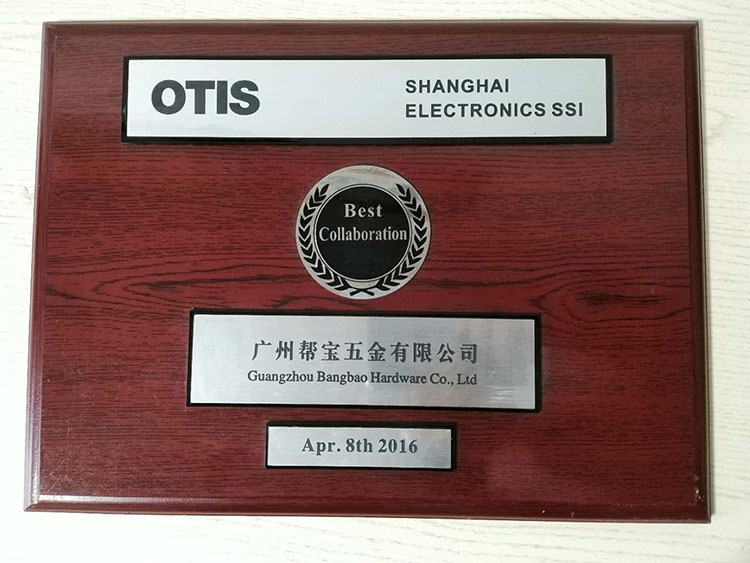 OTIS
SHANGHAI
ELECTRONICS SSI
Best
Collaboration
广州帮宝五金有限公司
Guangzhou Bangbao Hardware Co., Ltd
Apr. 8th 2016